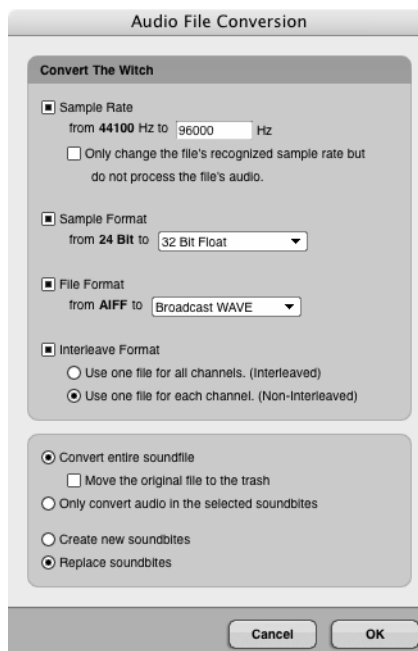 Audio File Conversion
Convert The Witch
Sample Rate
from 44100 Hz to 96000 Hz
Only change the file's recognized sample rate but
do not process the file's audio.
Sample Format
from 24 Bit to 32 Bit Float
File Format
from AIFF to Broadcast WAVE
Interleave Format
Use one file for all channels. (Interleaved)
Use one file for each channel. (Non-Interleaved)
Convert entire soundfile
Move the original file to the trash
Only convert audio in the selected soundbites
Create new soundbites
Replace soundbites
Cancel OK